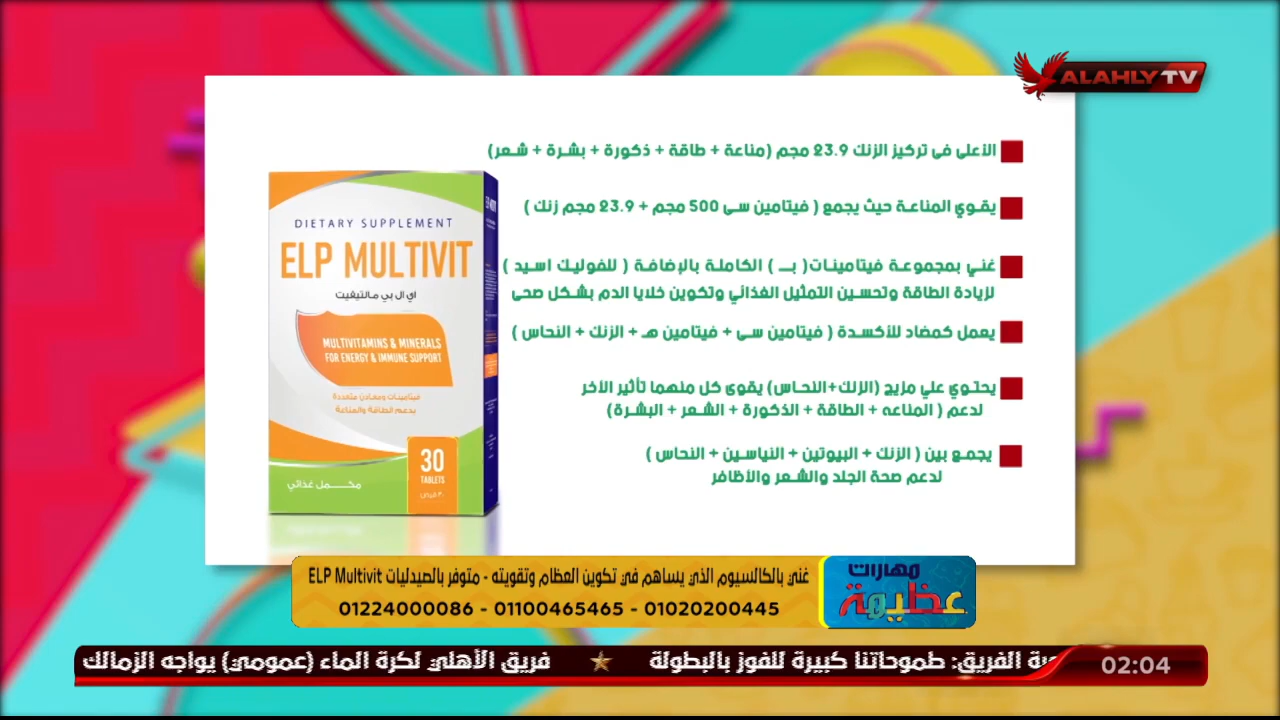 ALAHLY TV
الأعلى فى تركيز الزنك 23.9 مجم (مناعة + طاقة + ذكورة + بشرة + شعر)
يقوي المناعة حيث يجمع ( فيتامين سى 500 مجم + 23.9 مجم زنك )
غني بمجموعة فيتامينات( بـ ) الكاملة بالإضافة ( للفوليك اسيد )
لزيادة الطاقة وتحسين التمثيل الغذائي وتكوين خلايا الدم بشكل صحى
يعمل كمضاد للأكسدة ( فيتامين سى + فيتامين هـ + الزنك + النحاس )
يحتوي علي مزيج (الزنك+النحاس) يقوى كل منهما تأثير الآخر
لدعم ( المناعه + الطاقة + الذكورة + الشعر + البشرة)
يجمع بين ( الزنك + البيوتين + النياسين + النحاس )
لدعم صحة الجلد والشعر والأظافر
DIETARY SUPPLEMENT
ELP MULTIVIT
اي ال بي مالتيفيت
MULTIVITAMINS & MINERALS
FOR ENERGY & IMMUNE SUPPORT
فيتامينات ومعادن متعددة
يدعم الطاقة والمناعة
30
TABLETS
٣٠ قرص
مكمل غذائي
مهارات
عظيمة
غني بالكالسيوم الذي يساهم في تكوين العظام وتقويته - متوفر بالصيدليات ELP Multivit
01224000086 - 01100465465 - 01020200445
الفريق: طموحاتنا كبيرة للفوز بالبطولة ★ فريق الأهلي لكرة الماء (عمومي) يواجه الزمالك
02:04